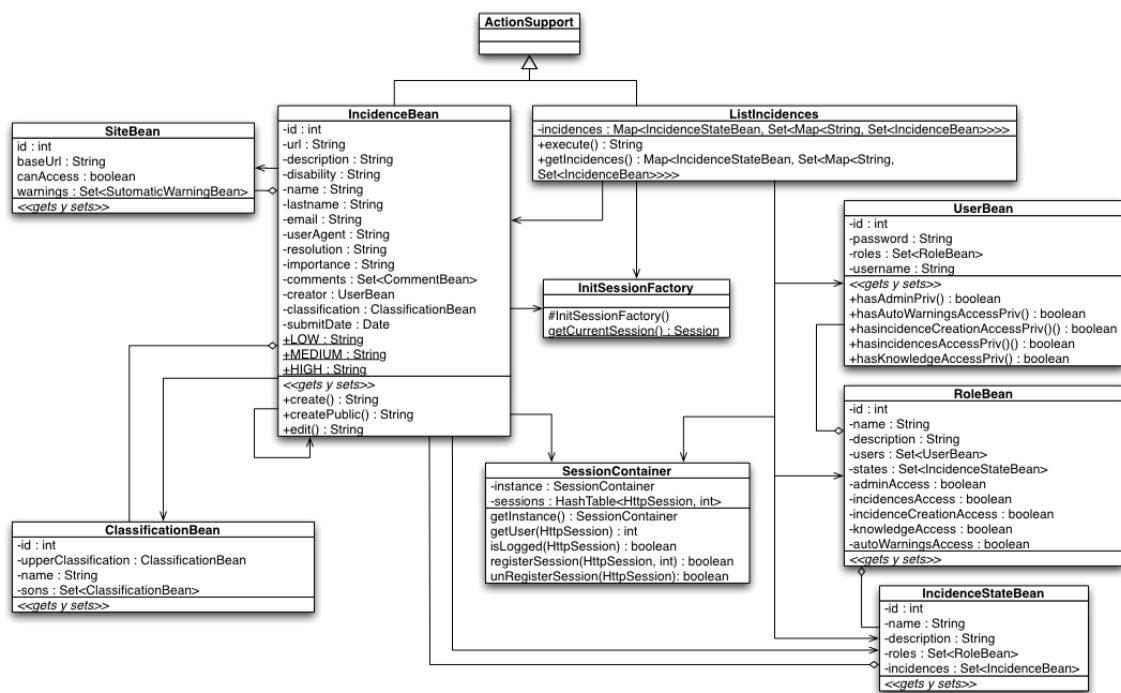 ActionSupport
IncidenceBean
-id : int
-url : String
-description : String
-disability : String
-name : String
-lastname : String
-email : String
-userAgent : String
-resolution : String
-importance : String
-comments : Set<CommentBean>
-creator : UserBean
-classification : ClassificationBean
-submitDate : Date
+LOW : String
+MEDIUM : String
+HIGH : String
<<gets y sets>>
+create() : String
+createPublic() : String
+edit() : String
ListIncidences
-incidences : Map<IncidenceStateBean, Set<Map<String, Set<IncidenceBean>>>>
+execute() : String
+getIncidences() : Map<IncidenceStateBean, Set<Map<String,
Set<IncidenceBean>>>>
SiteBean
id : int
baseUrl : String
canAccess : boolean
warnings : Set<SutomaticWarningBean>
<<gets y sets>>
UserBean
-id : int
-password : String
-roles : Set<RoleBean>
-username : String
<<gets y sets>>
+hasAdminPriv() : boolean
+hasAutoWarningsAccessPriv() : boolean
+hasincidenceCreationAccessPriv()() : boolean
+hasincidencesAccessPriv()() : boolean
+hasKnowledgeAccessPriv() : boolean
InitSessionFactory
#InitSessionFactory()
getCurrentSession() : Session
RoleBean
-id : int
-name : String
-description : String
-users : Set<UserBean>
-states : Set<IncidenceStateBean>
-adminAccess : boolean
-incidencesAccess : boolean
-incidenceCreationAccess : boolean
-knowledgeAccess : boolean
-autoWarningsAccess : boolean
<<gets y sets>>
SessionContainer
-instance : SessionContainer
-sessions : HashTable<HttpSession, int>
getInstance() : SessionContainer
getUser(HttpSession) : int
isLogged(HttpSession) : boolean
registerSession(HttpSession, int) : boolean
unRegisterSession(HttpSession): boolean
ClassificationBean
-id : int
-upperClassification : ClassificationBean
-name : String
-sons : Set<ClassificationBean>
<<gets y sets>>
IncidenceStateBean
-id : int
-name : String
-description : String
-roles : Set<RoleBean>
-incidences : Set<IncidenceBean>
<<gets y sets>>